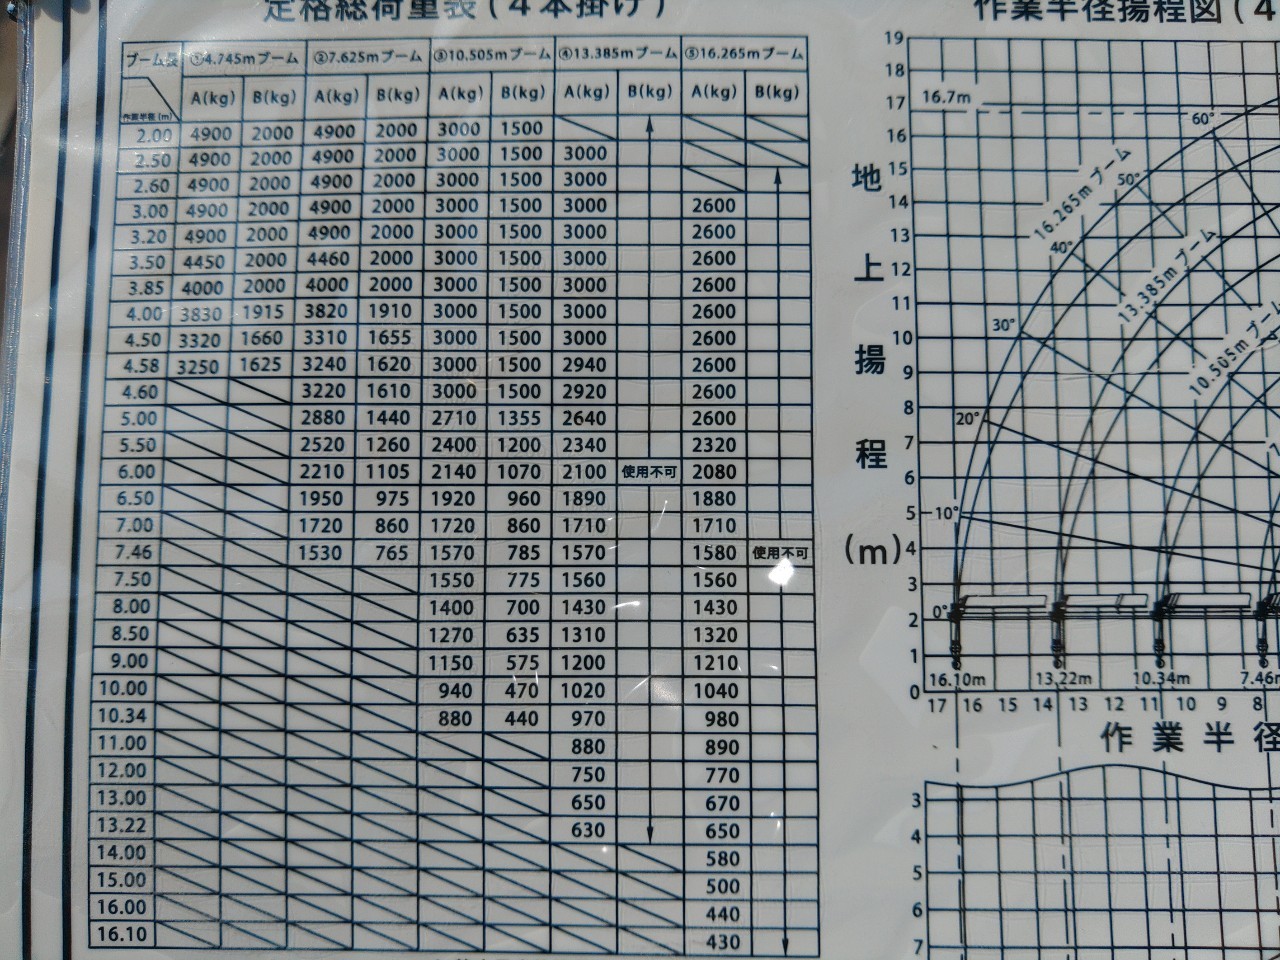 定格総荷重表(4本掛け)
ブーム長 ①4.745mブーム ②7.625mブーム ③10.505mブーム ④13.385mブーム ⑤16.265mブーム
作業半径(m) A(kg) B(kg) A(kg) B(kg) A(kg) B(kg) A(kg) B(kg) A(kg) B(kg)
2.00 4900 2000 4900 2000 3000 1500
2.50 4900 2000 4900 2000 3000 1500 3000
2.60 4900 2000 4900 2000 3000 1500 3000
3.00 4900 2000 4900 2000 3000 1500 3000 2600
3.20 4900 2000 4900 2000 3000 1500 3000 2600
3.50 4450 2000 4460 2000 3000 1500 3000 2600
3.85 4000 2000 4000 2000 3000 1500 3000 2600
4.00 3830 1915 3820 1910 3000 1500 3000 2600
4.50 3320 1660 3310 1655 3000 1500 3000 2600
4.58 3250 1625 3240 1620 3000 1500 2940 2600
4.60 3220 1610 3000 1500 2920 2600
5.00 2880 1440 2710 1355 2640 2600
5.50 2520 1260 2400 1200 2340 2320
6.00 2210 1105 2140 1070 2100 使用不可 2080
6.50 1950 975 1920 960 1890 1880
7.00 1720 860 1720 860 1710 1710
7.46 1530 765 1570 785 1570 1580 使用不可
7.50 1550 775 1560 1560
8.00 1400 700 1430 1430
8.50 1270 635 1310 1320
9.00 1150 575 1200 1210
10.00 940 470 1020 1040
10.34 880 440 970 980
11.00 880 890
12.00 750 770
13.00 650 670
13.22 630 650
14.00 580
15.00 500
16.00 440
16.10 430
作業半径揚程図(4
19
18
17 16.7m
16 60°
15
14 50°
13 40°
12
11
10 30°
9
8 20°
7
6
5 10°
4
3
2 0°
1
0
地上揚程(m)
16.265mブーム
13.385mブーム
10.505mブーム
16.10m 13.22m 10.34m 7.46m
17 16 15 14 13 12 11 10 9 8
作業半径
3
4
5
6
7